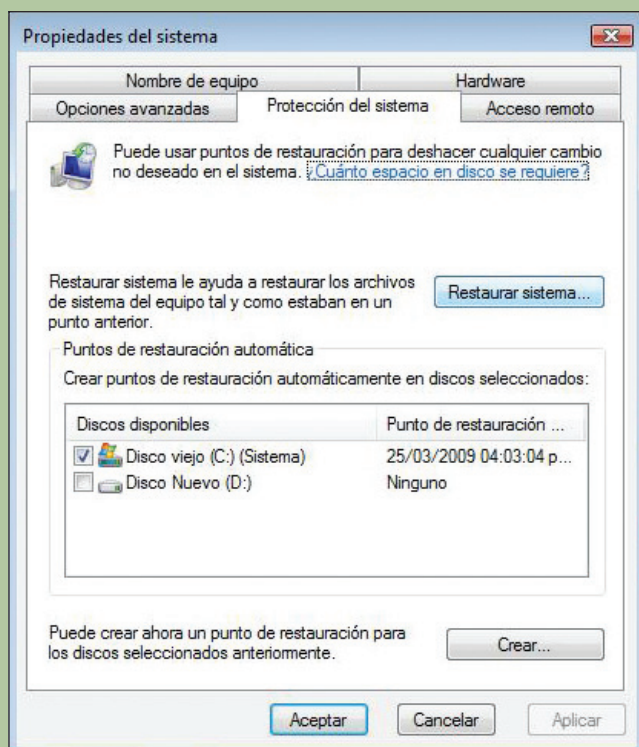 Propiedades del sistema
Nombre de equipo
Hardware
Opciones avanzadas
Protección del sistema
Acceso remoto
Puede usar puntos de restauración para deshacer cualquier cambio
no deseado en el sistema. ¿Cuánto espacio en disco se requiere?
Restaurar sistema le ayuda a restaurar los archivos
de sistema del equipo tal y como estaban en un
punto anterior.
Restaurar sistema...
Puntos de restauración automática
Crear puntos de restauración automáticamente en discos seleccionados:
Discos disponibles
Punto de restauración ...
Disco viejo (C:) (Sistema)
25/03/2009 04:03:04 p...
Disco Nuevo (D:)
Ninguno
Puede crear ahora un punto de restauración para
los discos seleccionados anteriormente.
Crear...
Aceptar
Cancelar
Aplicar